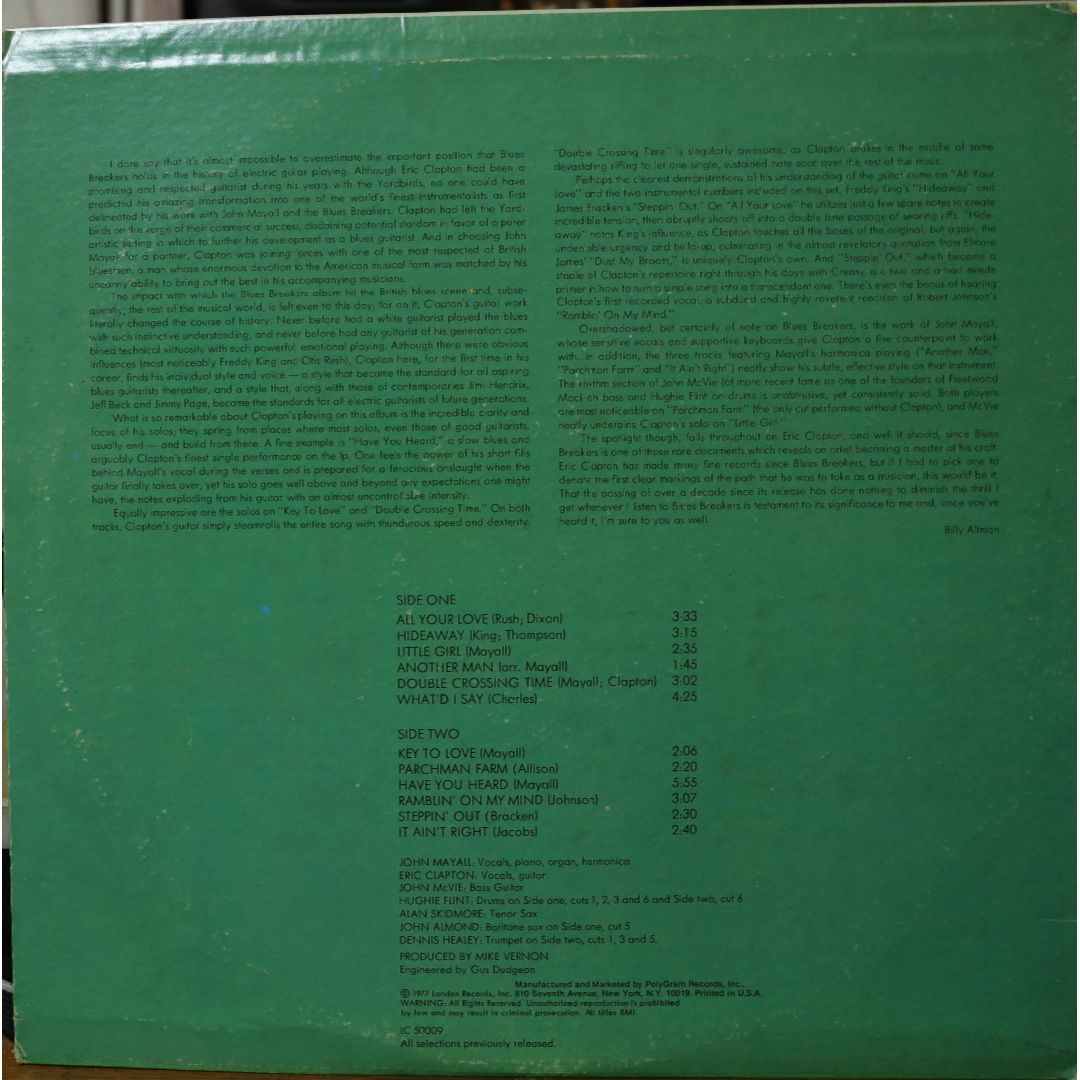 I dare say that it's almost impossible to overestimate the important position that Blues
Breakers holds in the history of electric guitar playing. Although Eric Clapton had been a
promising and respected guitarist during his years with the Yardbirds, no one could have
predicted his amazing transformation into one of the world's finest instrumentalists as first
delineated by his work with John Mayall and the Blues Breakers. Clapton had left the Yard-
birds on the verge of their commercial success, disdaining potential stardom in favor of a purer
artistic setting in which to further his development as a blues guitarist. And in choosing John
Mayall for a partner, Clapton was joining forces with one of the most respected of British
bluesmen, a man whose enormous devotion to the American musical form was matched by his
uncanny ability to bring out the best in his accompanying musicians.
The impact with which the Blues Breakers album hit the British blues scene and, subse-
quently, the rest of the musical world, is felt even to this day; for on it, Clapton's guitar work
literally changed the course of history. Never before had a white guitarist played the blues
with such instinctive understanding, and never before had any guitarist of his generation com-
bined technical virtuosity with such powerful emotional playing. Although there were obvious
influences (most noticeably Freddy King and Otis Rush), Clapton here, for the first time in his
career, finds his individual style and voice — a style that became the standard for all aspiring
blues guitarists thereafter, and a style that, along with those of contemporaries Jimi Hendrix,
Jeff Beck and Jimmy Page, became the standards for all electric guitarists of future generations.
What is so remarkable about Clapton's playing on this album is the incredible clarity and
focus of his solos; they spring from places where most solos, even those of good guitarists,
usually end — and build from there. A fine example is "Have You Heard," a slow blues and
arguably Clapton's finest single performance on the lp. One feels the power of his short fills
behind Mayall's vocal during the verses and is prepared for a ferocious onslaught when the
guitar finally takes over, yet his solo goes well above and beyond any expectations one might
have, the notes exploding from his guitar with an almost uncontrollable intensity.
Equally impressive are the solos on "Key To Love" and "Double Crossing Time." On both
tracks, Clapton's guitar simply steamrolls the entire song with thundorous speed and dexterity.
"Double Crossing Time" is singularly awesome, as Clapton brakes in the middle of some
devastating riffing to let one single, sustained note soar over the rest of the music.
Perhaps the clearest demonstrations of his understanding of the guitar come on "All Your
Love" and the two instrumental numbers included on this set, Freddy King's "Hideaway" and
James Bracken's "Steppin' Out." On "All Your Love" he utilizes just a few spare notes to create
incredible tension, then abruptly shoots off into a double time passage of searing riffs. "Hide-
away" notes King's influence, as Clapton touches all the bases of the original, but again, the
undeniable urgency and build-up, culminating in the almost revelatory quotation from Elmore
James' "Dust My Broom," is uniquely Clapton's own. And "Steppin' Out," which became a
staple of Clapton's repertoire right through his days with Cream, is a two and a half minute
primer in how to turn a simple song into a transcendant one. There's even the bonus of hearing
Clapton's first recorded vocal, a subdued and highly reverent rendition of Robert Johnson's
"Ramblin' On My Mind."
Overshadowed, but certainly of note on Blues Breakers, is the work of John Mayall,
whose sensitive vocals and supportive keyboards give Clapton a fine counterpoint to work
with. In addition, the three tracks featuring Mayall's harmonica playing ("Another Man,"
"Parchman Farm" and "It Ain't Right") neatly show his subtle, effective style on that instrument.
The rhythm section of John McVie (of more recent fame as one of the founders of Fleetwood
Mac) on bass and Hughie Flint on drums is unobtrusive, yet consistently solid. Both players
are most noticeable on "Parchman Farm" (the only cut performed without Clapton), and McVie
neatly underpins Clapton's solo on "Little Girl."
The spotlight though, falls throughout on Eric Clapton, and well it should, since Blues
Breakers is one of those rare documents which reveals an artist becoming a master at his craft.
Eric Clapton has made many fine records since Blues Breakers, but if I had to pick one to
denote the first clear markings of the path that he was to take as a musician, this would be it.
That the passing of over a decade since its release has done nothing to diminish the thrill I
get whenever I listen to Blues Breakers is testament to its significance to me and, once you've
heard it, I'm sure to you as well.
Billy Altman
SIDE ONE
ALL YOUR LOVE (Rush; Dixon) 3:33
HIDEAWAY (King; Thompson) 3:15
LITTLE GIRL (Mayall) 2:35
ANOTHER MAN (arr. Mayall) 1:45
DOUBLE CROSSING TIME (Mayall; Clapton) 3:02
WHAT'D I SAY (Charles) 4:25
SIDE TWO
KEY TO LOVE (Mayall) 2:06
PARCHMAN FARM (Allison) 2:20
HAVE YOU HEARD (Mayall) 5:55
RAMBLIN' ON MY MIND (Johnson) 3:07
STEPPIN' OUT (Bracken) 2:30
IT AIN'T RIGHT (Jacobs) 2:40
JOHN MAYALL: Vocals, piano, organ, harmonica
ERIC CLAPTON: Vocals, guitar
JOHN McVIE: Bass Guitar
HUGHIE FLINT: Drums on Side one, cuts 1, 2, 3 and 6 and Side two, cut 6
ALAN SKIDMORE: Tenor Sax
JOHN ALMOND: Baritone sax on Side one, cut 5
DENNIS HEALEY: Trumpet on Side two, cuts 1, 3 and 5.
PRODUCED BY MIKE VERNON
Engineered by Gus Dudgeon
Manufactured and Marketed by PolyGram Records, Inc.,
© 1977 London Records, Inc. 810 Seventh Avenue, New York, N.Y. 10019. Printed in U.S.A.
WARNING: All Rights Reserved. Unauthorized reproduction is prohibited
by law and may result in criminal prosecution. All titles BMI.
LC 50009
All selections previously released.